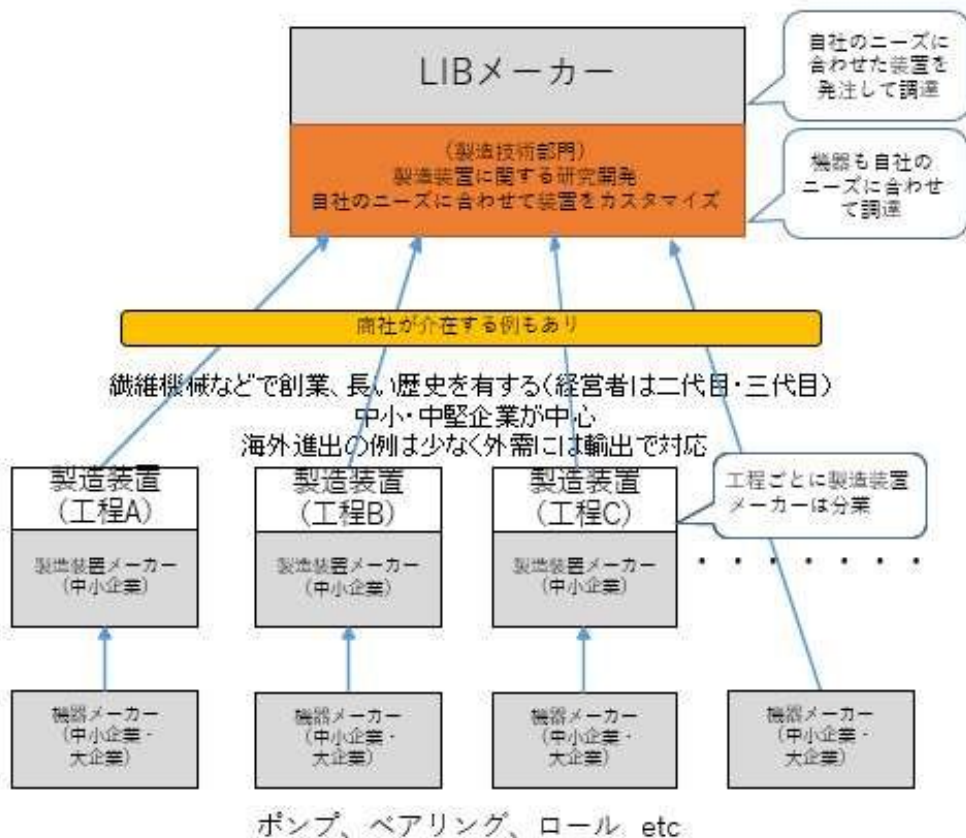 LIBメーカー
自社のニーズに
合わせた装置を
発注して調達
（製造技術部門）
製造装置に関する研究開発
自社のニーズに合わせて装置をカスタマイズ
機器も自社の
ニーズに合わせ
て調達
商社が介在する例もあり
繊維機械などで創業、長い歴史を有する（経営者は二代目・三代目）
中小・中堅企業が中心
海外進出の例は少なく外需には輸出で対応
製造装置
（工程A）
製造装置メーカー
（中小企業）
製造装置
（工程B）
製造装置メーカー
（中小企業）
製造装置
（工程C）
製造装置メーカー
（中小企業）
工程ごとに製造装置
メーカーは分業
・・・・・・・・
機器メーカー
（中小企業・
大企業）
機器メーカー
（中小企業・
大企業）
機器メーカー
（中小企業・
大企業）
機器メーカー
（中小企業・
大企業）
ポンプ、ベアリング、ロール etc